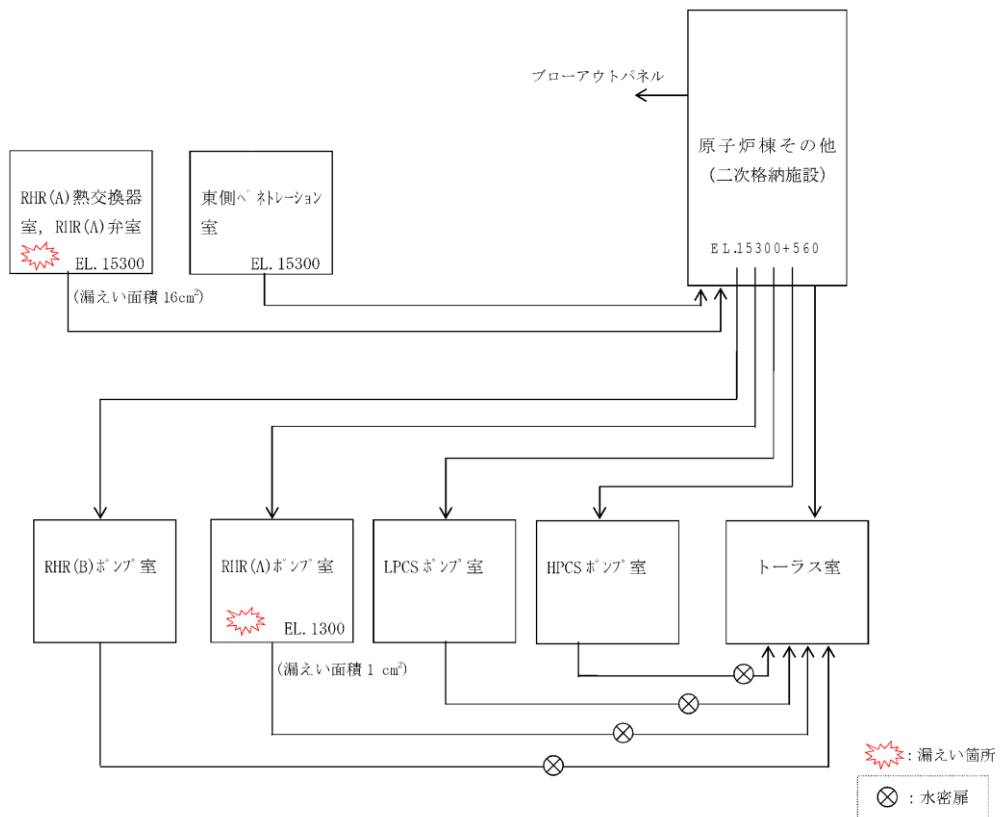 ブローアウトパネル
原子炉棟その他
(二次格納施設)
EL.15300+560
RHR(A)熱交換器
室, RHR(A)弁室
EL.15300
(漏えい面積 16cm²)
東側ペネトレーション
室
EL.15300
RHR(B)ポンプ室
RHR(A)ポンプ室
EL.1300
(漏えい面積 1 cm²)
LPCSポンプ室
HPCSポンプ室
トーラス室
:漏えい箇所
:水密扉